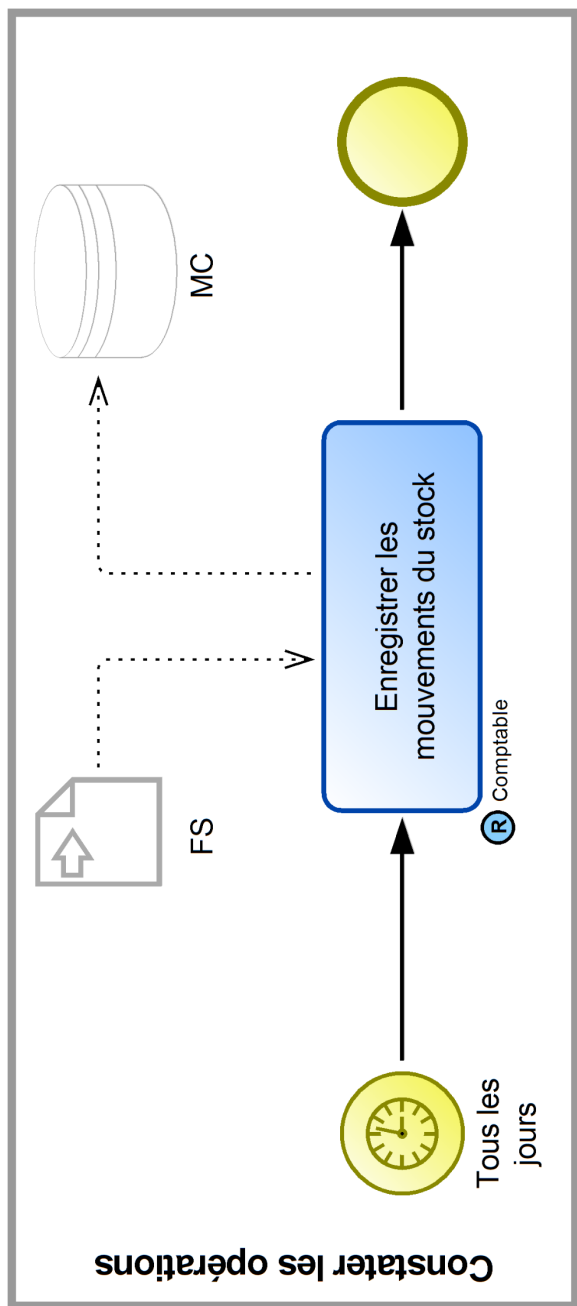 Constater les opérations
Tous les
jours
FS
Enregistrer les
mouvements du stock
R Comptable
MC